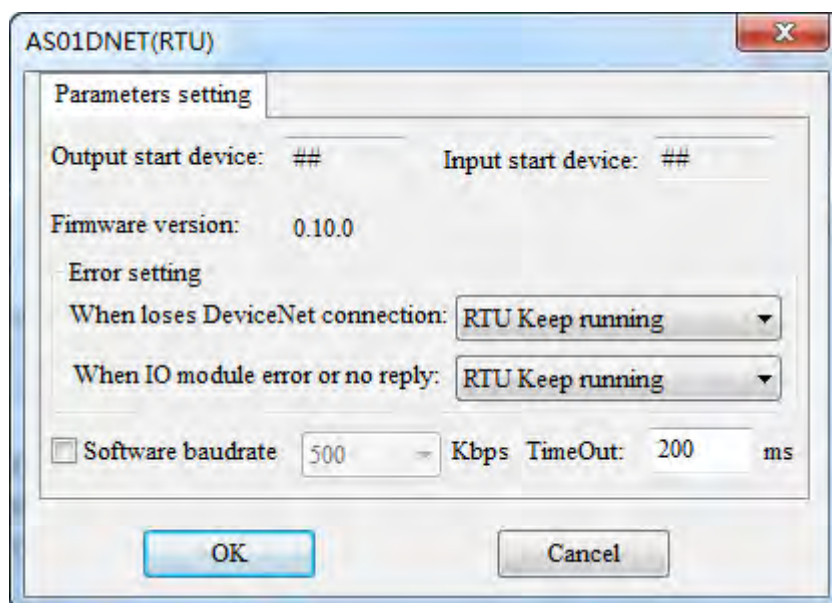 AS01DNET(RTU)
Parameters setting
Output start device: ## Input start device: ##
Firmware version: 0.10.0
Error setting
When loses DeviceNet connection: RTU Keep running
When IO module error or no reply: RTU Keep running
Software baudrate 500 Kbps TimeOut: 200 ms
OK Cancel